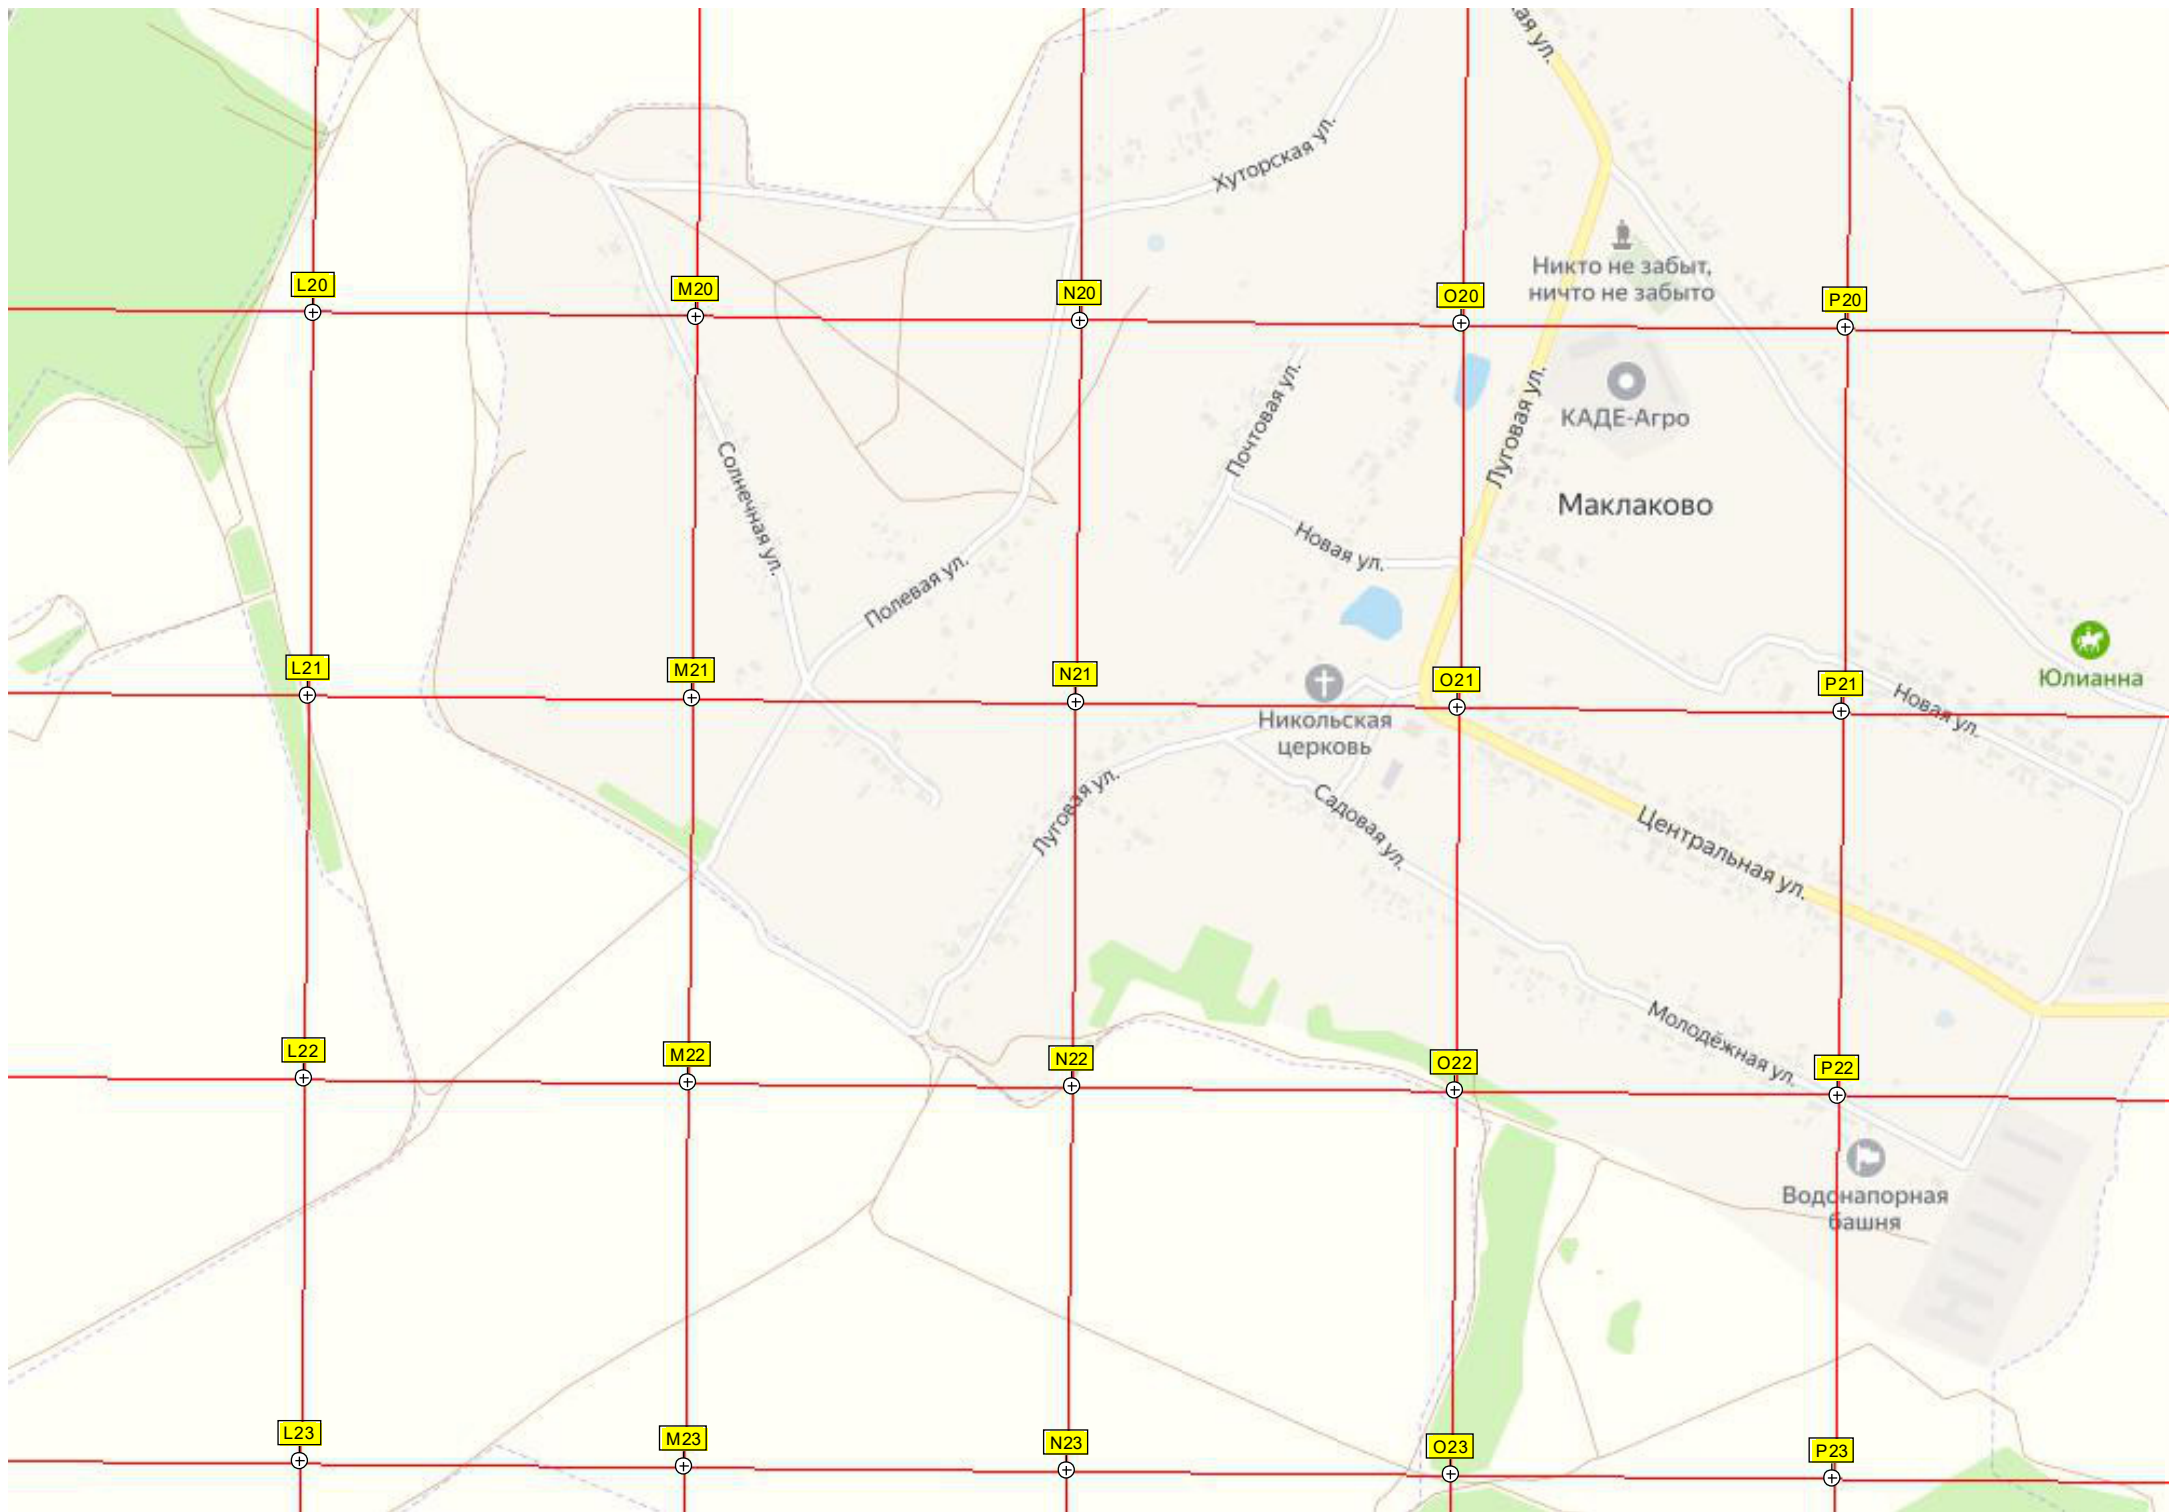 ая ул.
Хуторская ул.
Никто не забыт,
ничто не забыто
L20
M20
N20
O20
P20
КАДЕ-Агро
Почтовая ул.
Луговая ул.
Солнечная ул.
Маклаково
Новая ул.
Полевая ул.
Юлианна
L21
M21
N21
O21
P21
Новая ул.
Никольская
церковь
Луговая ул.
Садовая ул.
Центральная ул.
Молодёжная ул.
L22
M22
N22
O22
P22
Водонапорная
башня
L23
M23
N23
O23
P23